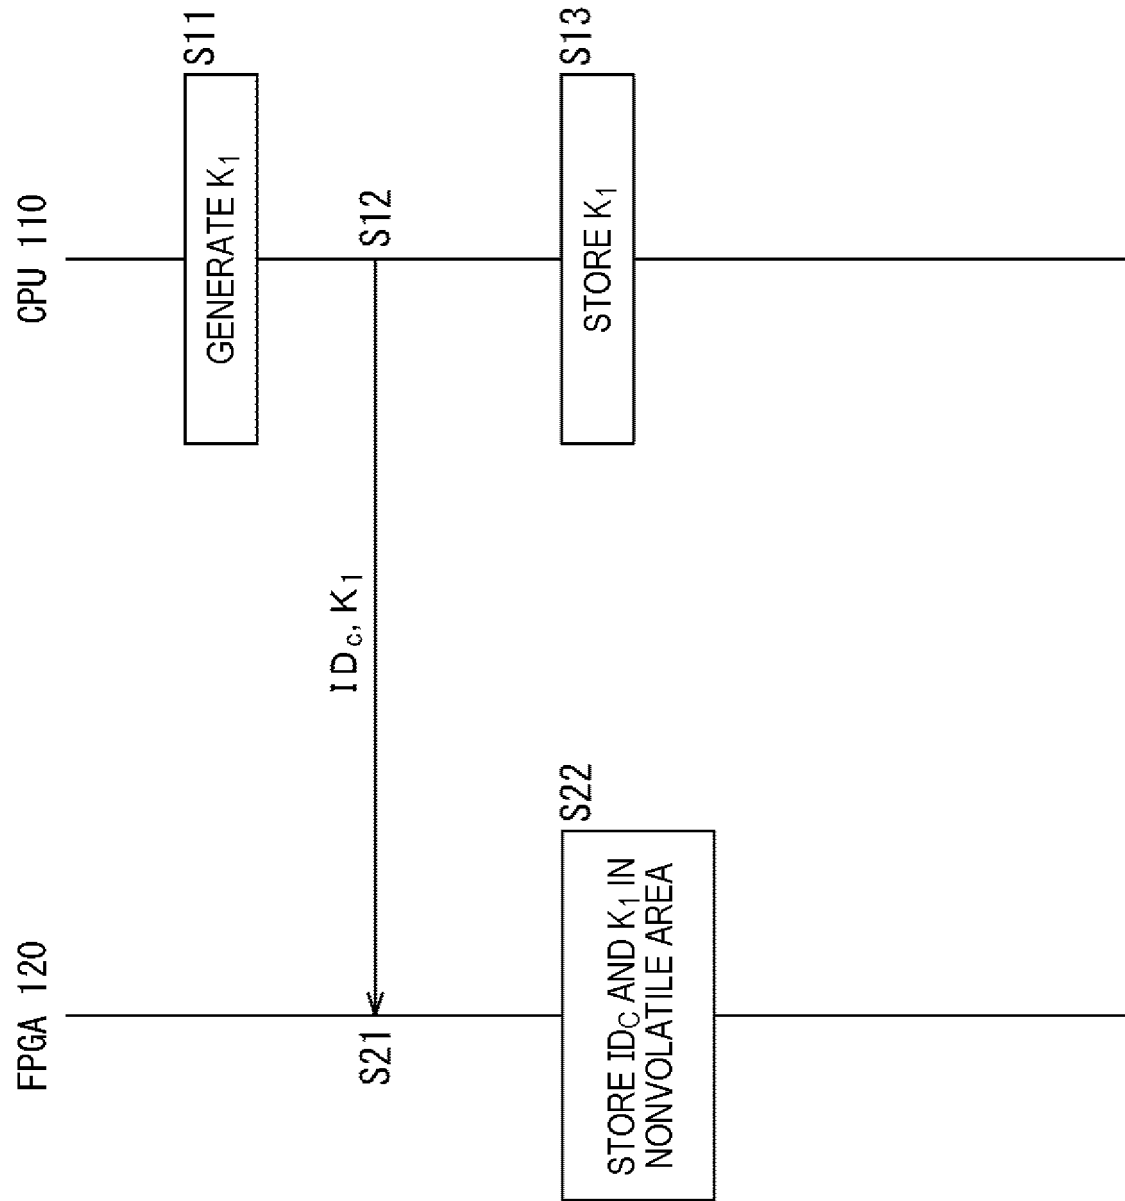 FPGA 120
CPU 110
S11
GENERATE K₁
IDc, K₁
S21
S12
S22
S13
STORE K₁
STORE IDC AND K₁ IN
NONVOLATILE AREA